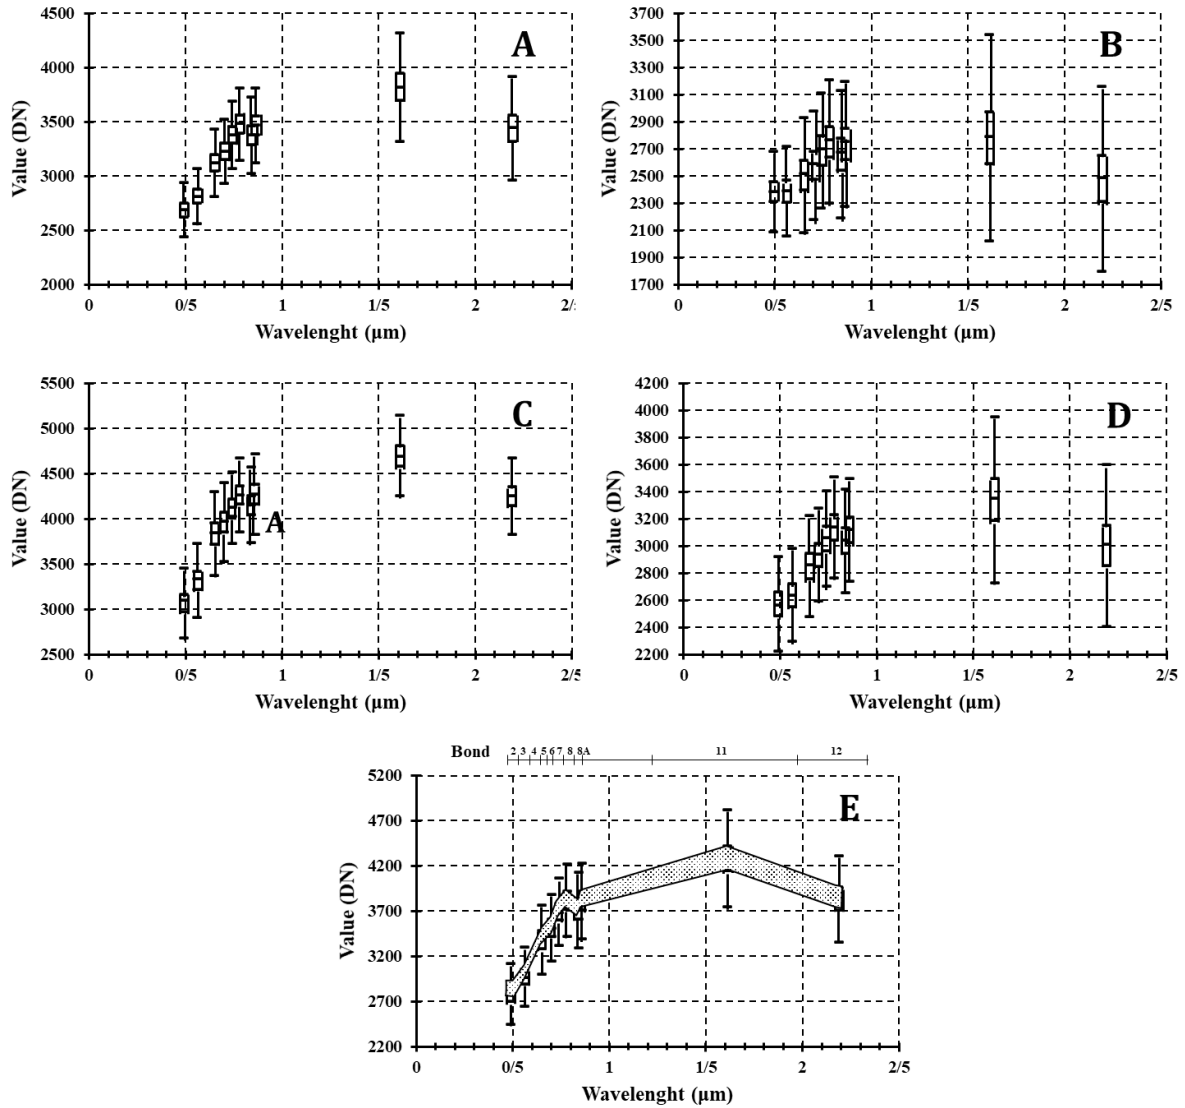 A
4500
4000
3500
3000
2500
2000
Value (DN)
0 0/5 1 1/5 2 2/5
Wavelenght (µm)
B
3700
3500
3300
3100
2900
2700
2500
2300
2100
1900
1700
Value (DN)
0 0/5 1 1/5 2 2/5
Wavelenght (µm)
C
A
5500
5000
4500
4000
3500
3000
2500
Value (DN)
0 0/5 1 1/5 2 2/5
Wavelenght (µm)
D
4200
4000
3800
3600
3400
3200
3000
2800
2600
2400
2200
Value (DN)
0 0/5 1 1/5 2 2/5
Wavelenght (µm)
Bond 2 3 4 5 6 7 8 8A 11 12
E
5200
4700
4200
3700
3200
2700
2200
Value (DN)
0 0/5 1 1/5 2 2/5
Wavelenght (µm)